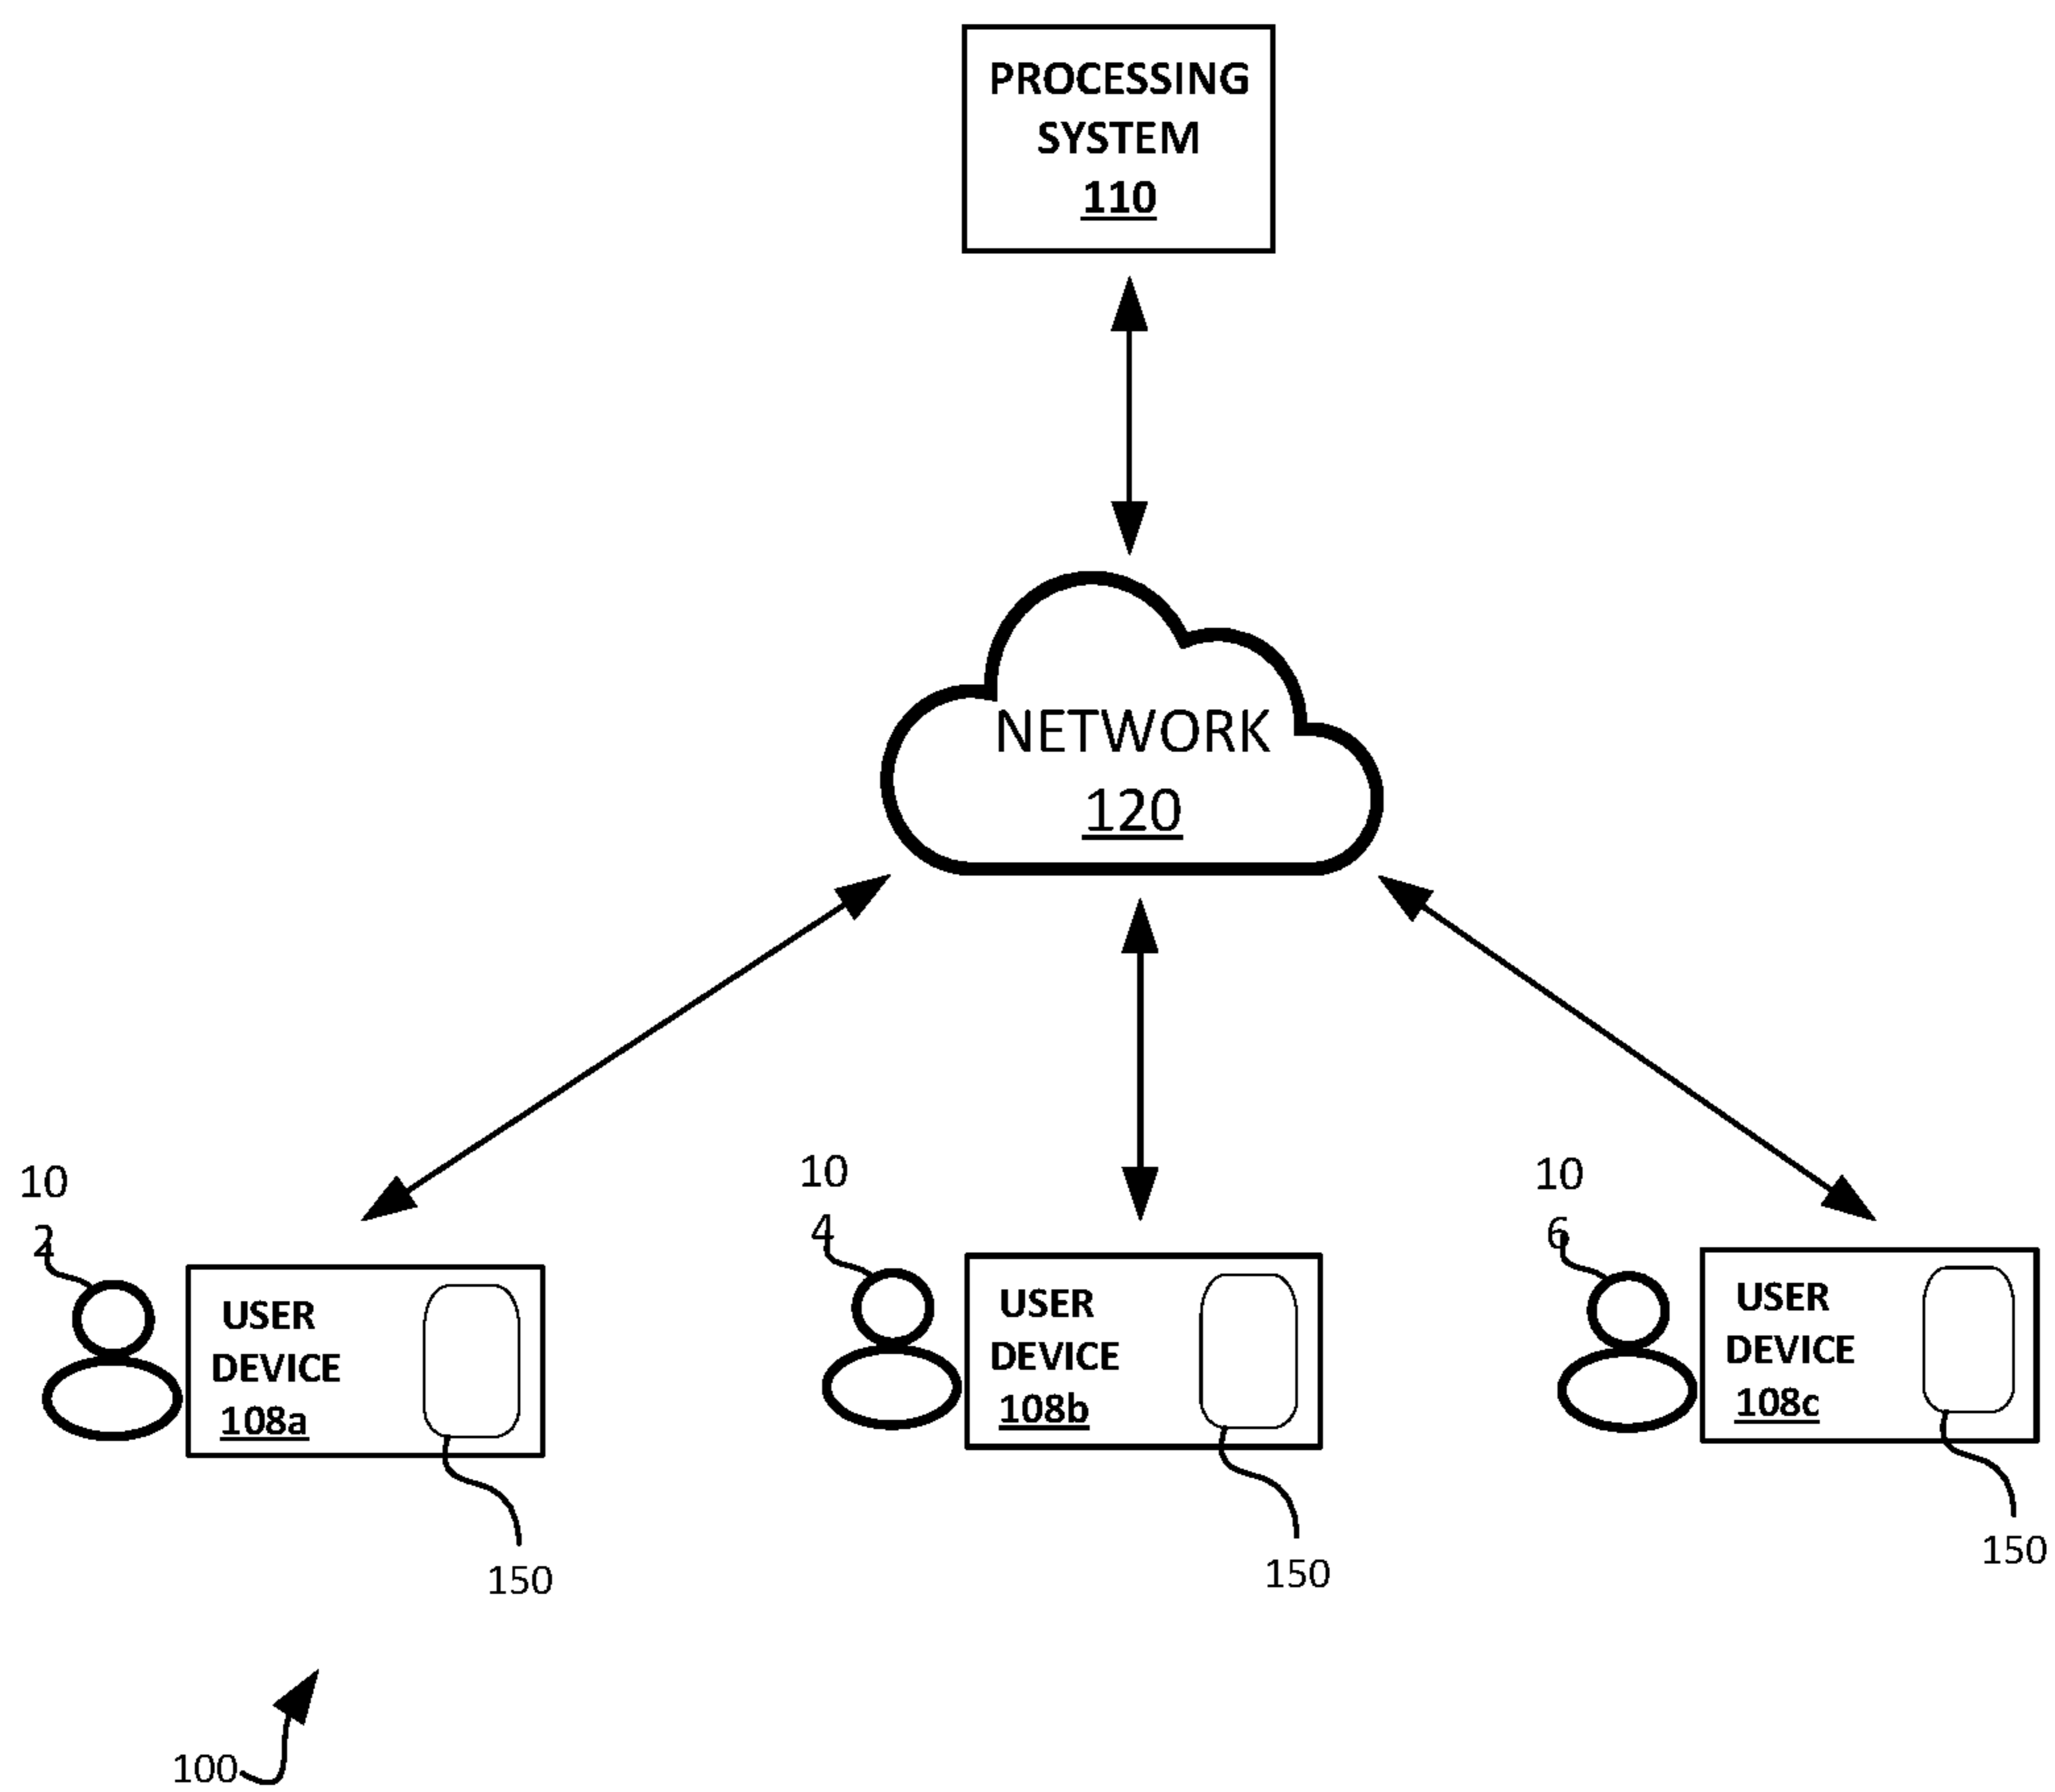 PROCESSING
SYSTEM
110
NETWORK
120
10
2
10
4
10
6
USER
DEVICE
108a
USER
DEVICE
108b
USER
DEVICE
108c
150
150
150
100